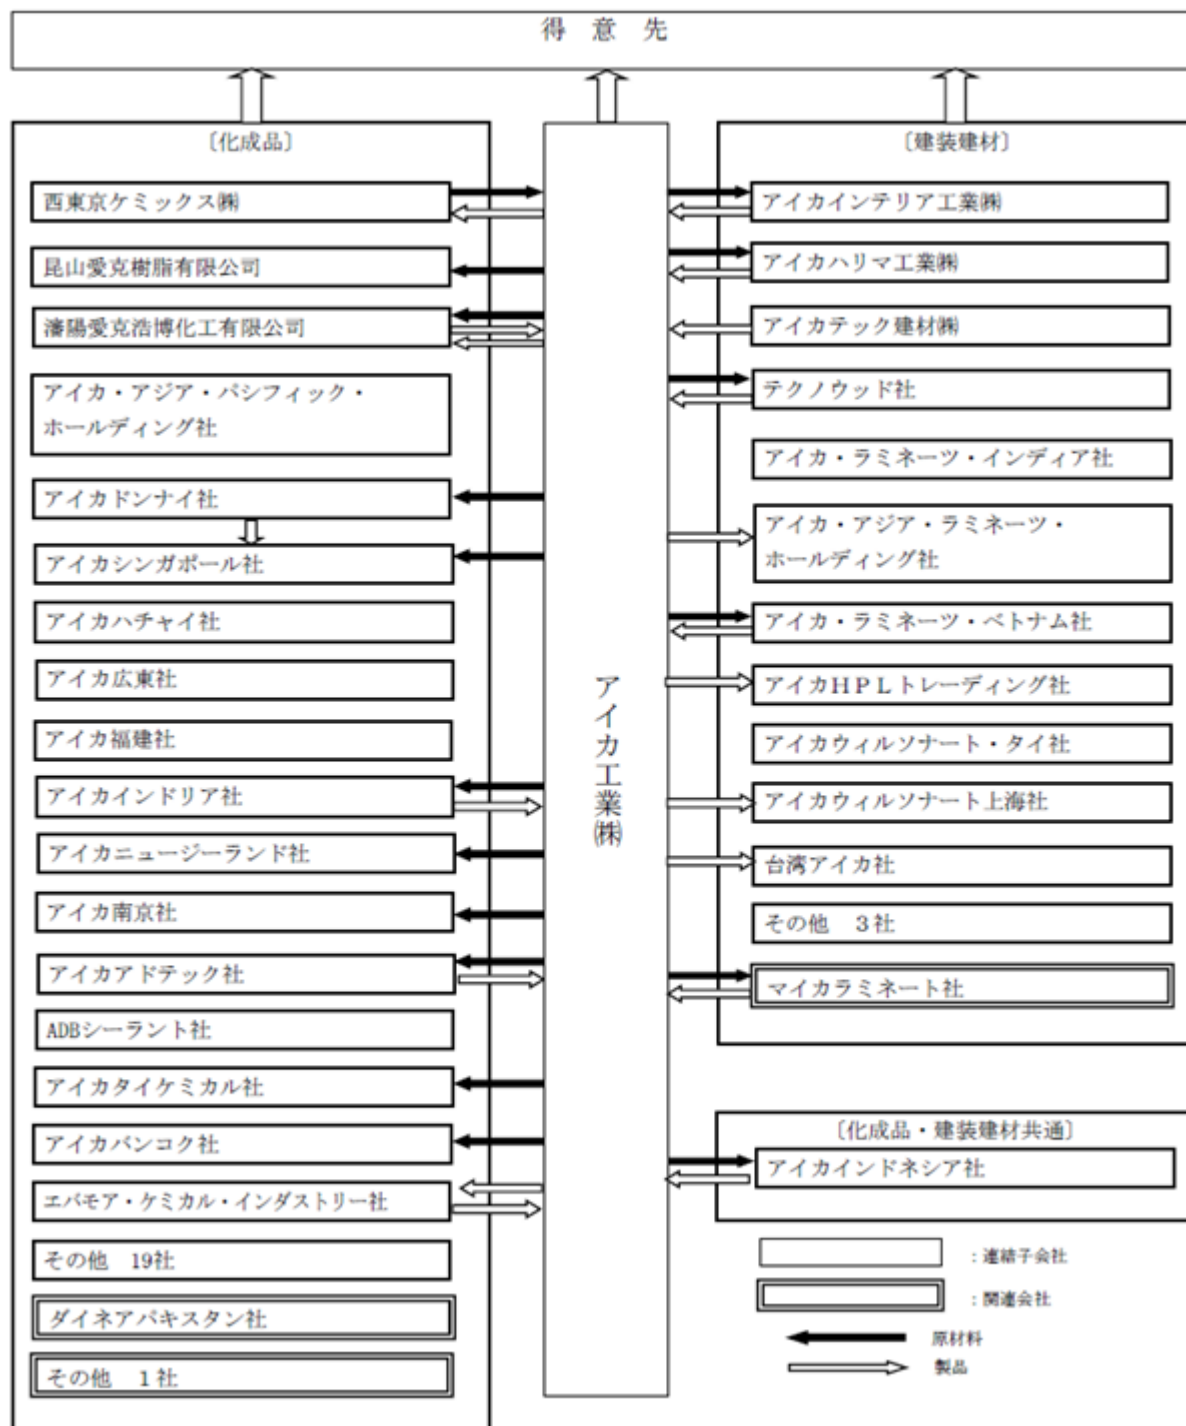 得意先
〔化成品〕
西東京ケミックス㈱
昆山愛克樹脂有限公司
瀋陽愛克浩博化工有限公司
アイカ・アジア・パシフィック・
ホールディング社
アイカドンナイ社
アイカシンガポール社
アイカハチャイ社
アイカ広東社
アイカ福建社
アイカインドリア社
アイカニュージーランド社
アイカ南京社
アイカアドテック社
ADBシーラント社
アイカタイケミカル社
アイカバンコク社
エバモア・ケミカル・インダストリー社
その他 19社
ダイネアパキスタン社
その他 1社
アイカ工業㈱
〔建装建材〕
アイカインテリア工業㈱
アイカハリマ工業㈱
アイカテック建材㈱
テクノウッド社
アイカ・ラミネーツ・インディア社
アイカ・アジア・ラミネーツ・
ホールディング社
アイカ・ラミネーツ・ベトナム社
アイカHPLトレーディング社
アイカウィルソナート・タイ社
アイカウィルソナート上海社
台湾アイカ社
その他 3社
マイカラミネート社
〔化成品・建装建材共通〕
アイカインドネシア社
：連結子会社
：関連会社
原材料
製品